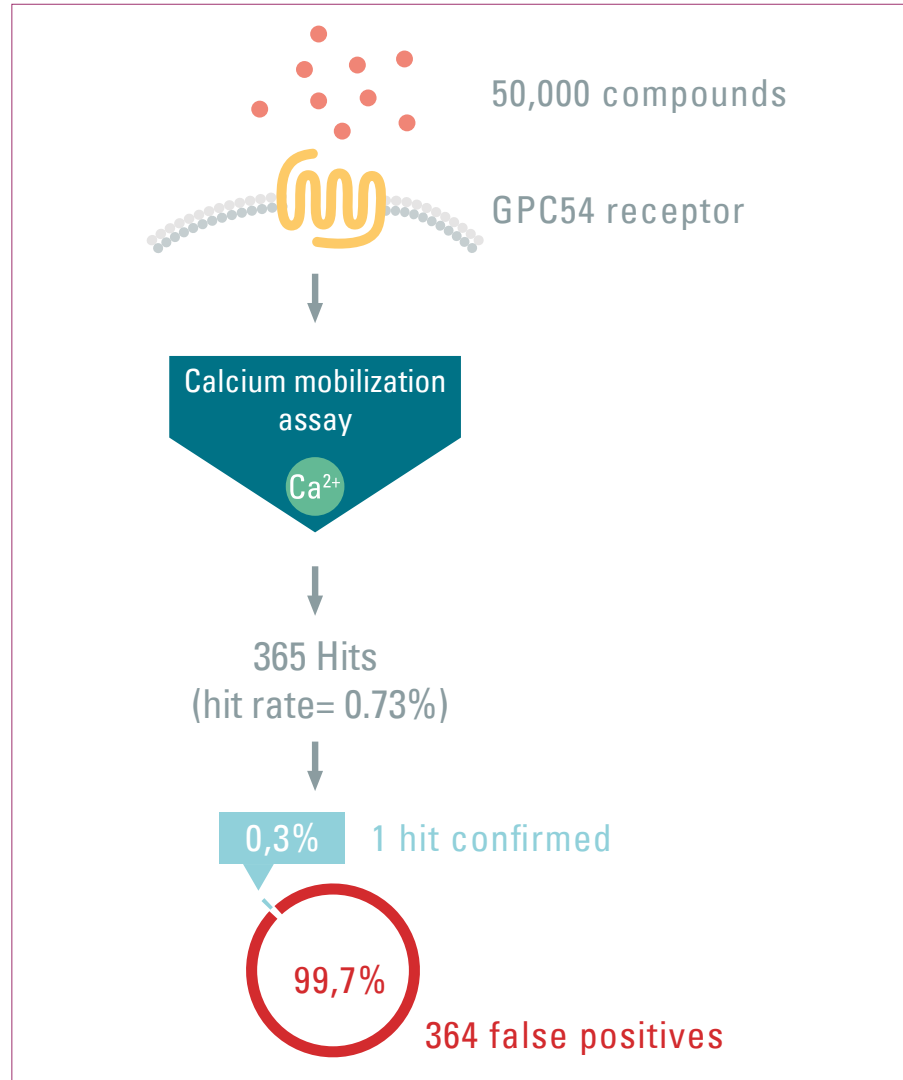 50,000 compounds
GPC54 receptor
Calcium mobilization
assay
Ca²⁺
365 Hits
(hit rate= 0.73%)
0,3%
1 hit confirmed
99,7%
364 false positives